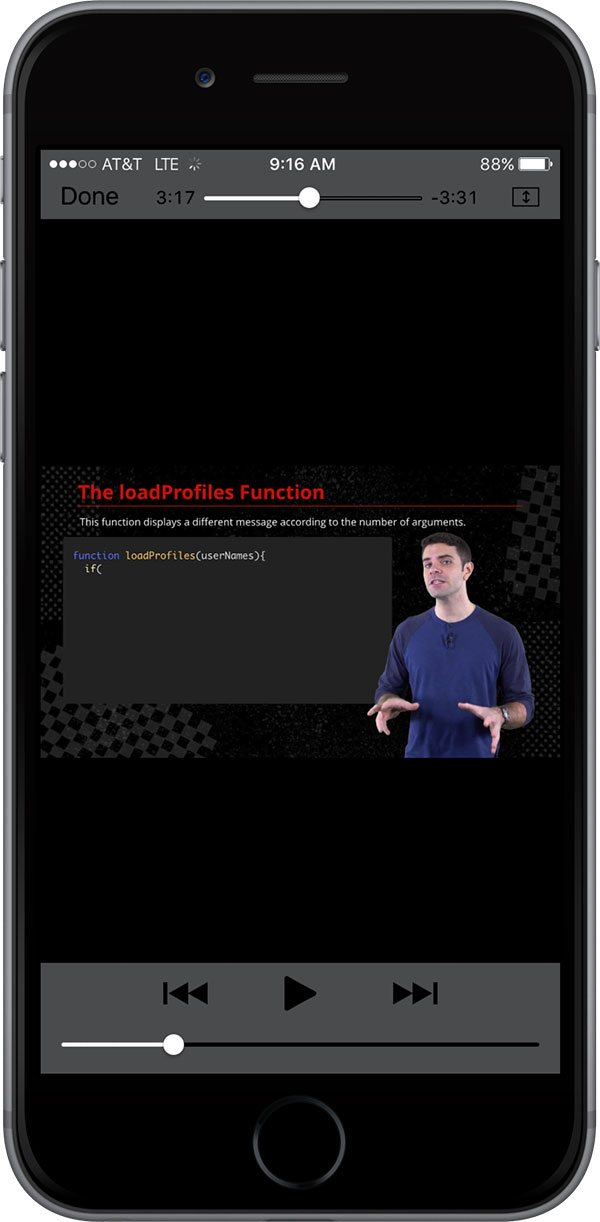 AT&T LTE 9:16 AM 88%
Done 3:17 -3:31
The loadProfiles Function
This function displays a different message according to the number of arguments.
function loadProfiles(userNames){
if(